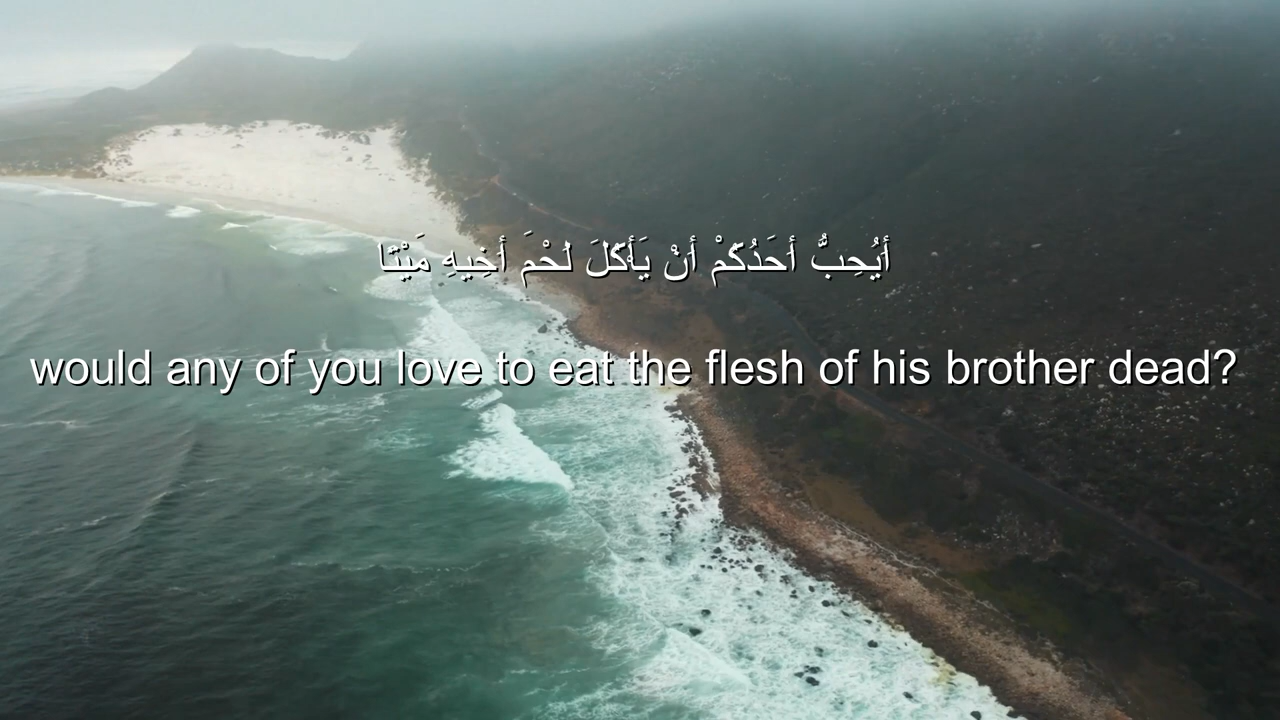 أَيُحِبُّ أَحَدُكُمْ أَنْ يَأْكُلَ لَحْمَ أَخِيهِ مَيْتًا
would any of you love to eat the flesh of his brother dead?